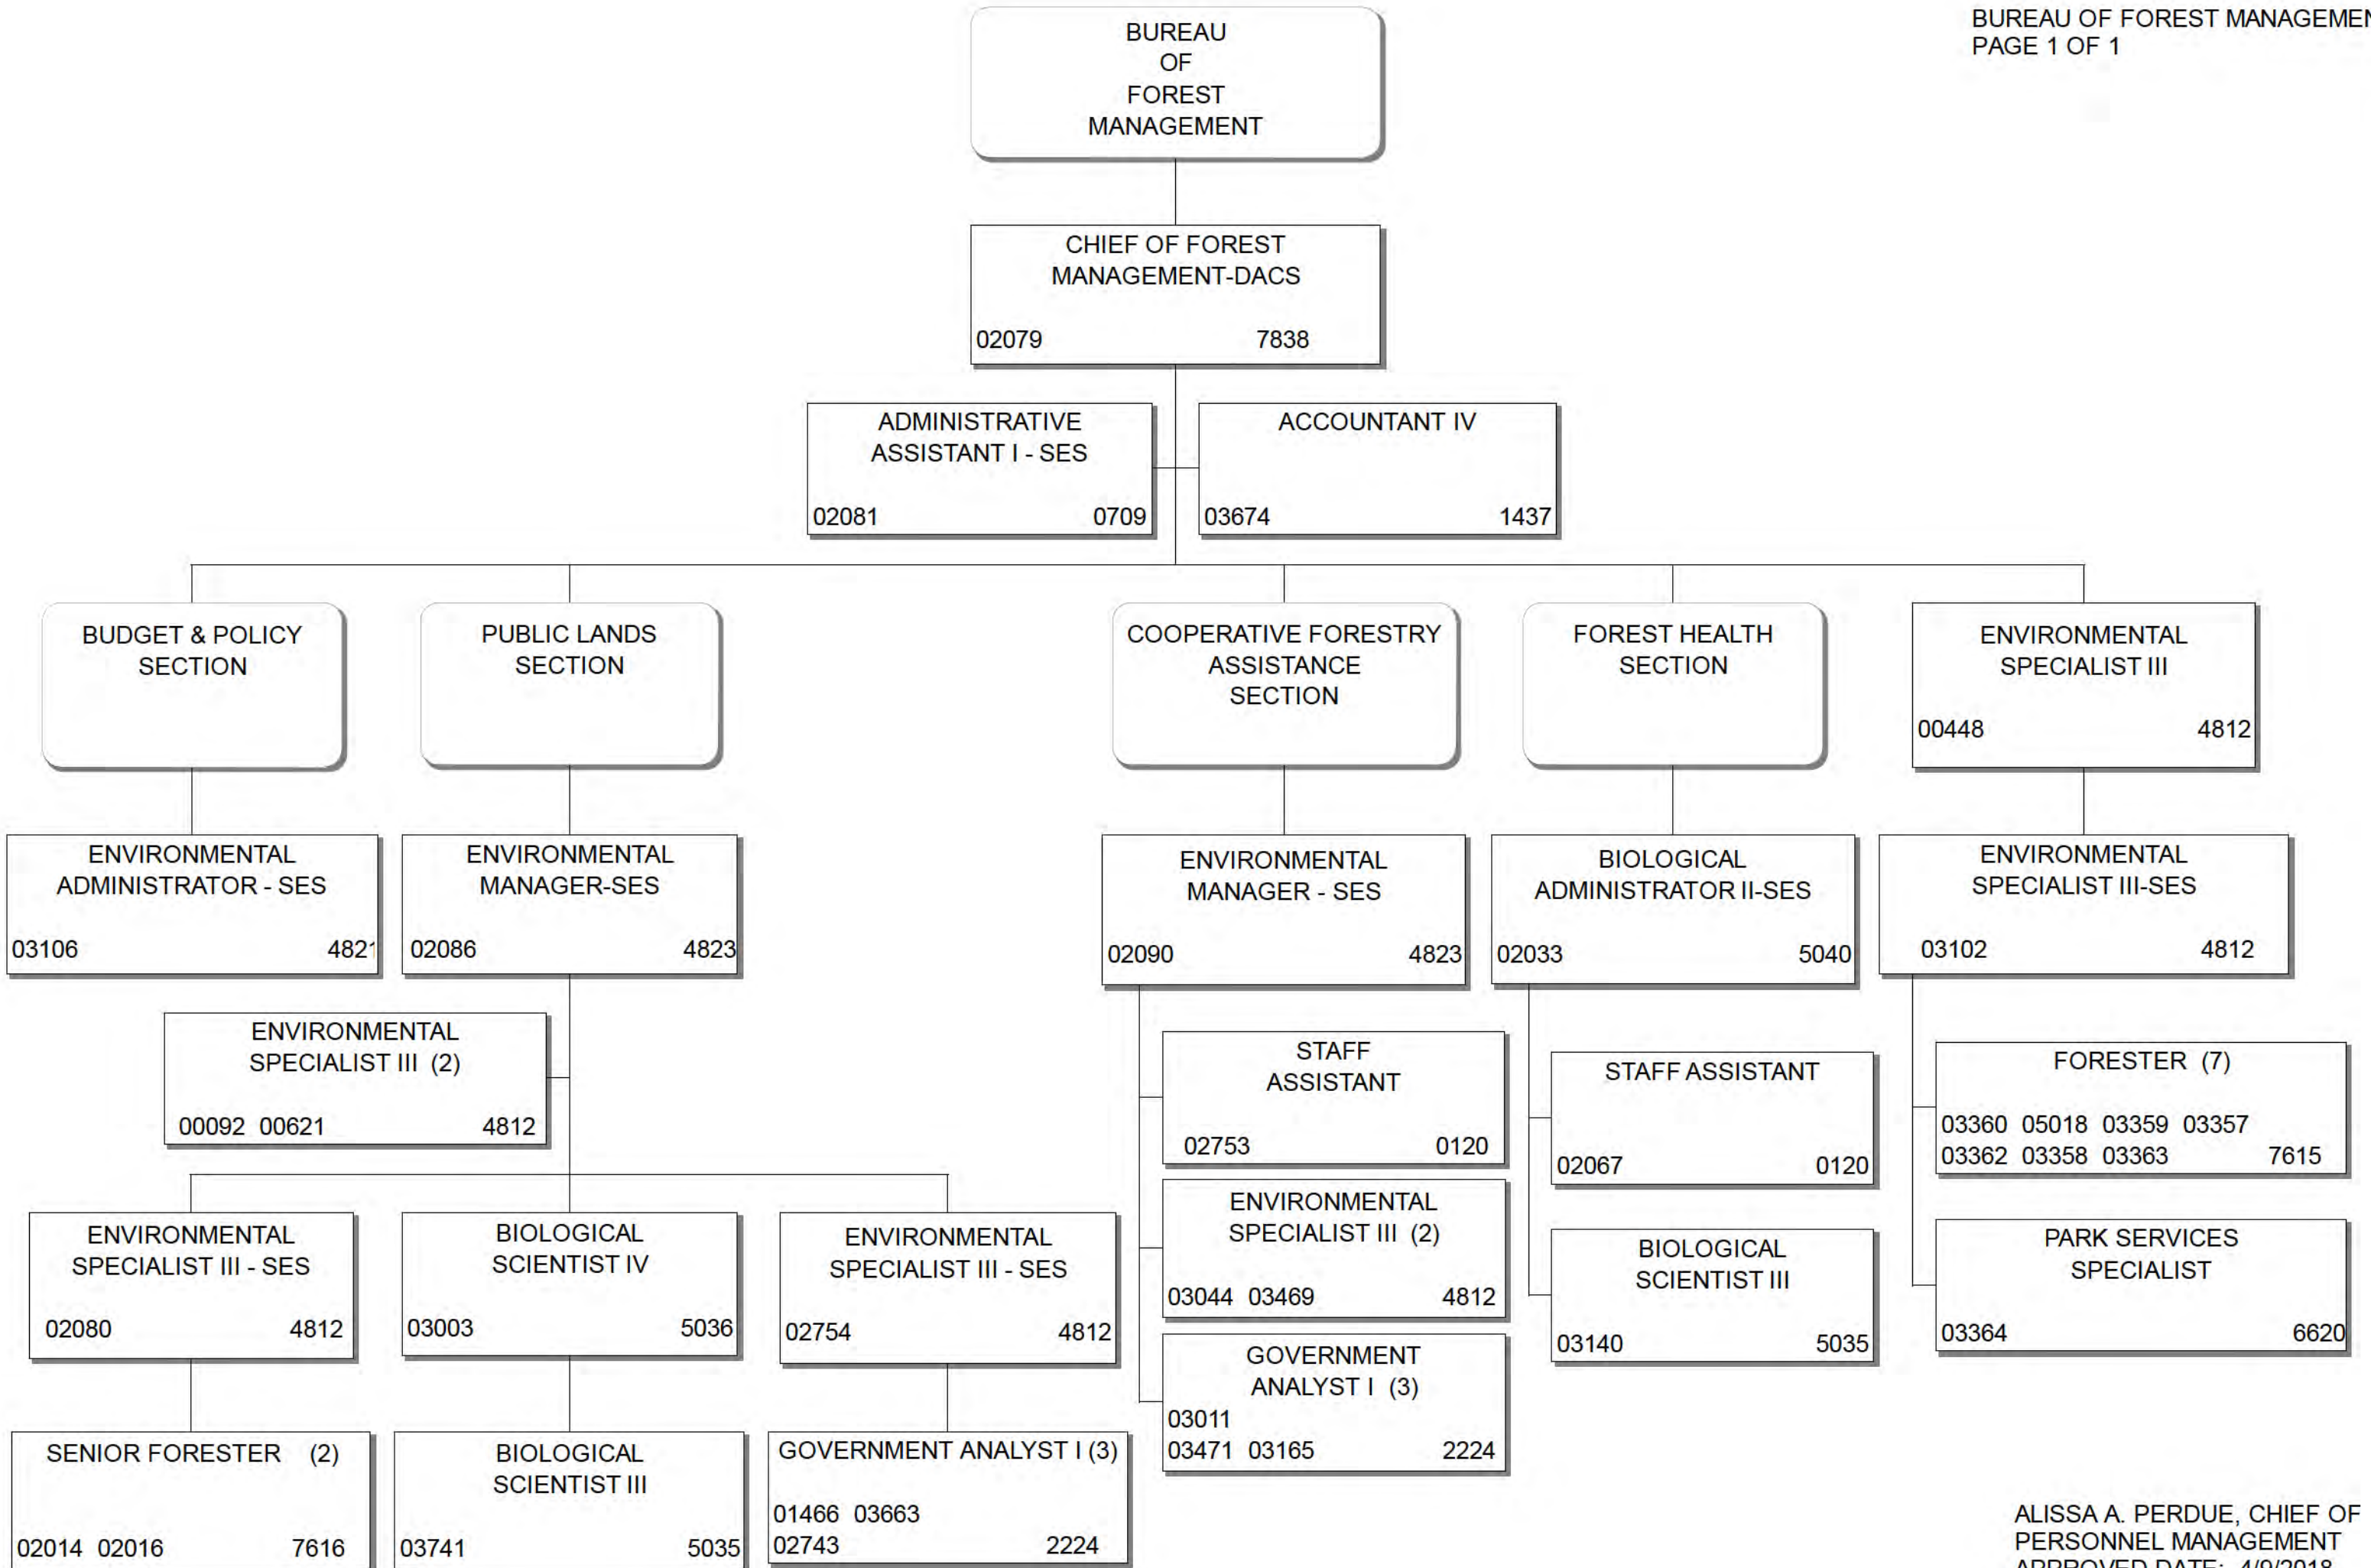 BUREAU OF FOREST MANAGEMEN
PAGE 1 OF 1
BUREAU
OF
FOREST
MANAGEMENT
CHIEF OF FOREST
MANAGEMENT-DACS
02079 7838
ADMINISTRATIVE
ASSISTANT I - SES
02081 0709
ACCOUNTANT IV
03674 1437
BUDGET & POLICY
SECTION
PUBLIC LANDS
SECTION
COOPERATIVE FORESTRY
ASSISTANCE
SECTION
FOREST HEALTH
SECTION
ENVIRONMENTAL
SPECIALIST III
00448 4812
ENVIRONMENTAL
ADMINISTRATOR - SES
03106 4821
ENVIRONMENTAL
MANAGER-SES
02086 4823
ENVIRONMENTAL
MANAGER - SES
02090 4823
BIOLOGICAL
ADMINISTRATOR II-SES
02033 5040
ENVIRONMENTAL
SPECIALIST III-SES
03102 4812
ENVIRONMENTAL
SPECIALIST III (2)
00092 00621 4812
STAFF
ASSISTANT
02753 0120
STAFF ASSISTANT
02067 0120
FORESTER (7)
03360 05018 03359 03357
03362 03358 03363 7615
ENVIRONMENTAL
SPECIALIST III - SES
02080 4812
BIOLOGICAL
SCIENTIST IV
03003 5036
ENVIRONMENTAL
SPECIALIST III - SES
02754 4812
ENVIRONMENTAL
SPECIALIST III (2)
03044 03469 4812
BIOLOGICAL
SCIENTIST III
03140 5035
PARK SERVICES
SPECIALIST
03364 6620
GOVERNMENT
ANALYST I (3)
03011
03471 03165 2224
SENIOR FORESTER (2)
02014 02016 7616
BIOLOGICAL
SCIENTIST III
03741 5035
GOVERNMENT ANALYST I (3)
01466 03663
02743 2224
ALISSA A. PERDUE, CHIEF OF
PERSONNEL MANAGEMENT
APPROVED DATE: 4/9/2018